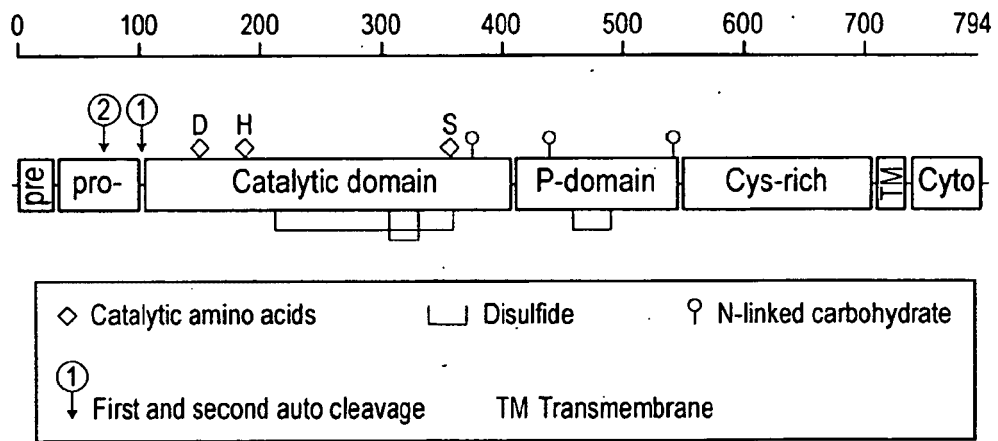 0 100 200 300 400 500 600 700 794
② ① D H S
pre pro- Catalytic domain P-domain Cys-rich TM Cyto
Catalytic amino acids Disulfide N-linked carbohydrate
①
First and second auto cleavage TM Transmembrane